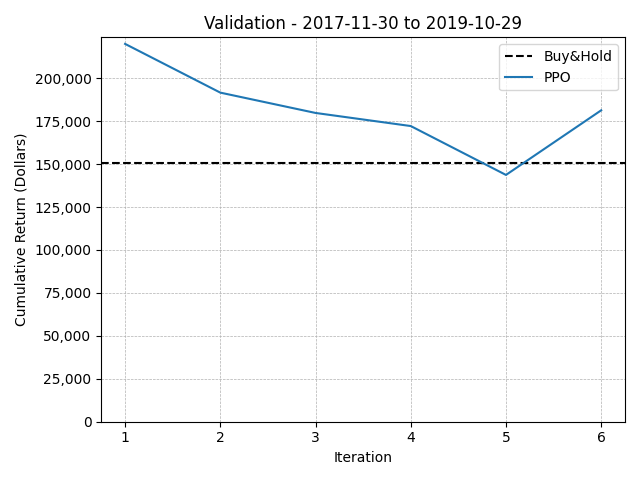 Validation - 2017-11-30 to 2019-10-29
Buy&Hold
PPO
200,000
175,000
150,000
125,000
100,000
75,000
50,000
25,000
0
Cumulative Return (Dollars)
1 2 3 4 5 6
Iteration